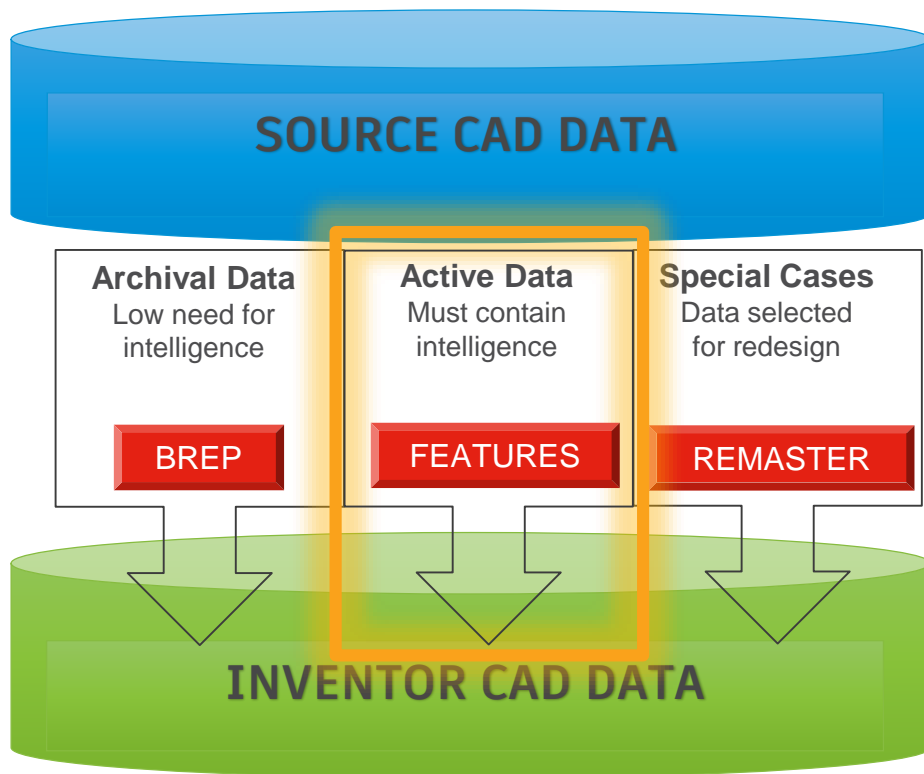 SOURCE CAD DATA
Archival Data
Low need for
intelligence
BREP
Active Data
Must contain
intelligence
FEATURES
Special Cases
Data selected
for redesign
REMASTER
INVENTOR CAD DATA